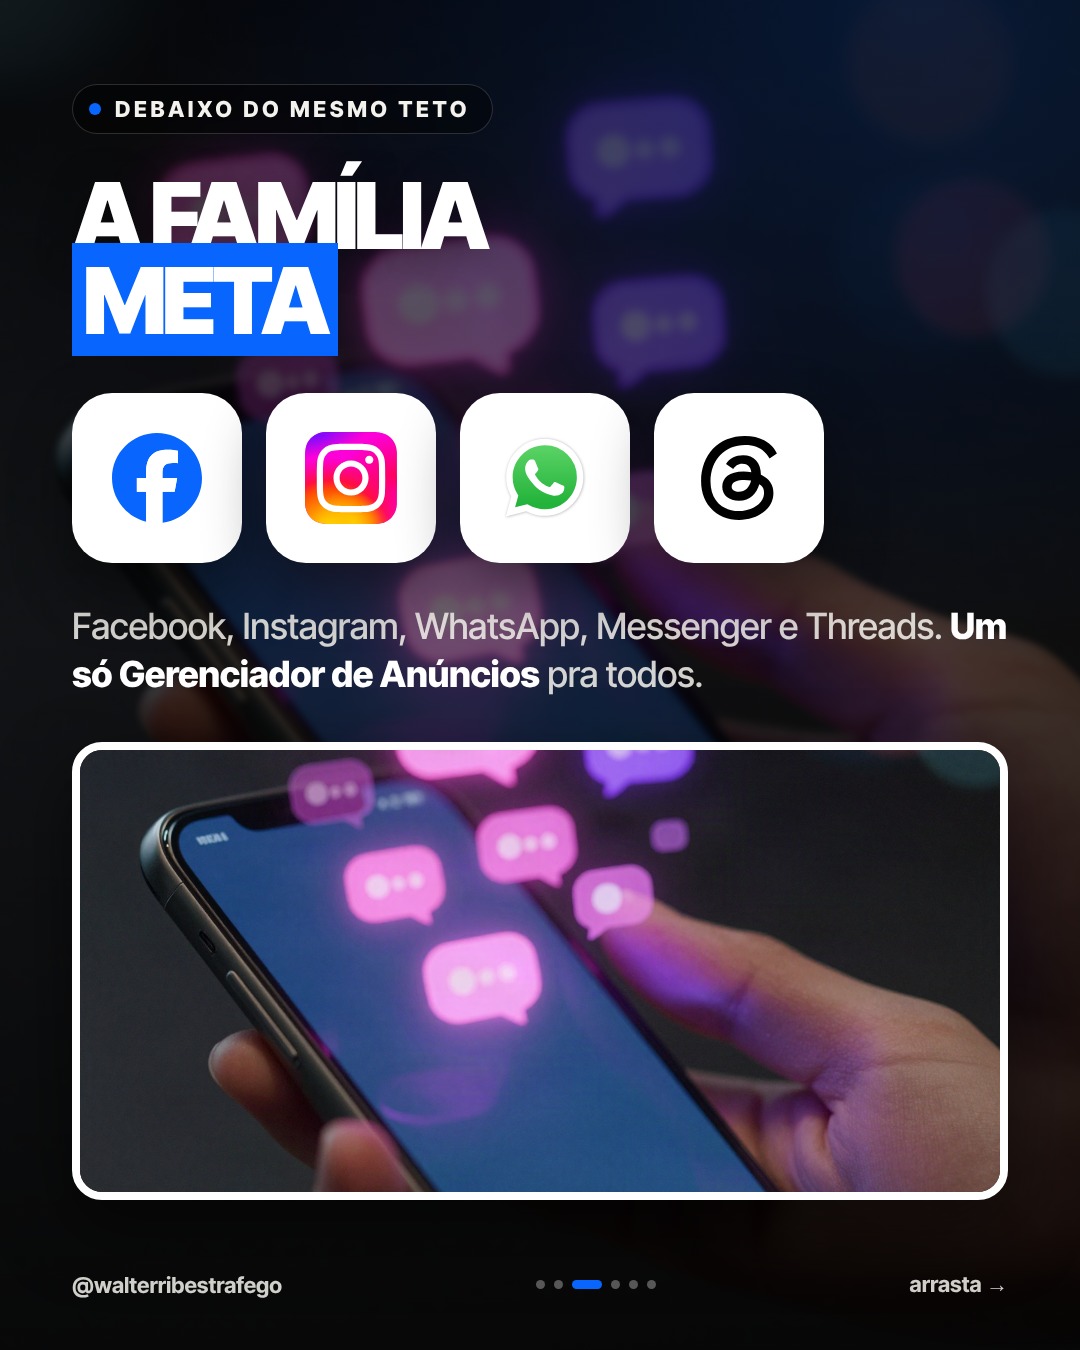 DEBAIXO DO MESMO TETO
A FAMÍLIA
META
Facebook, Instagram, WhatsApp, Messenger e Threads. Um
só Gerenciador de Anúncios pra todos.
@walterribestrafego
arrasta →